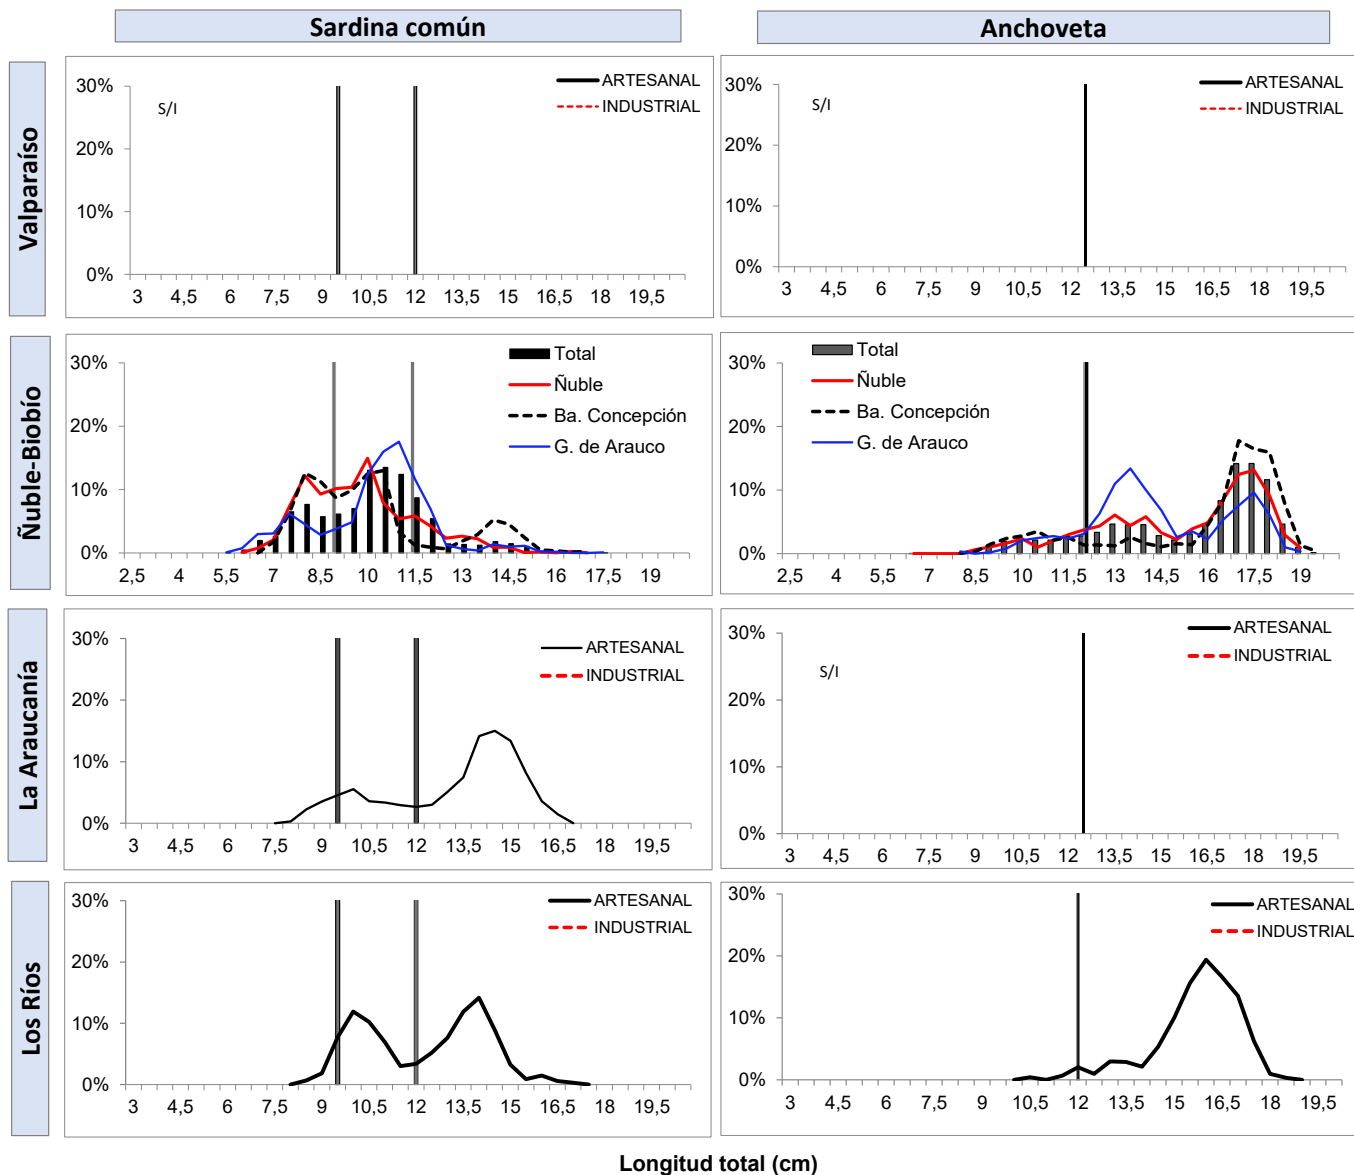 Sardina común
Anchoveta
Valparaíso
30%
20%
10%
0%
S/I
ARTESANAL
INDUSTRIAL
3 4,5 6 7,5 9 10,5 12 13,5 15 16,5 18 19,5
30%
20%
10%
0%
S/I
ARTESANAL
INDUSTRIAL
3 4,5 6 7,5 9 10,5 12 13,5 15 16,5 18 19,5
Ñuble-Biobío
30%
20%
10%
0%
Total
Ñuble
Ba. Concepción
G. de Arauco
2,5 4 5,5 7 8,5 10 11,5 13 14,5 16 17,5 19
30%
20%
10%
0%
Total
Ñuble
Ba. Concepción
G. de Arauco
2,5 4 5,5 7 8,5 10 11,5 13 14,5 16 17,5 19
La Araucanía
30%
20%
10%
0%
ARTESANAL
INDUSTRIAL
3 4,5 6 7,5 9 10,5 12 13,5 15 16,5 18 19,5
30%
20%
10%
0%
S/I
ARTESANAL
INDUSTRIAL
3 4,5 6 7,5 9 10,5 12 13,5 15 16,5 18 19,5
Los Ríos
30%
20%
10%
0%
ARTESANAL
INDUSTRIAL
3 4,5 6 7,5 9 10,5 12 13,5 15 16,5 18 19,5
30%
20%
10%
0%
ARTESANAL
INDUSTRIAL
3 4,5 6 7,5 9 10,5 12 13,5 15 16,5 18 19,5
Longitud total (cm)